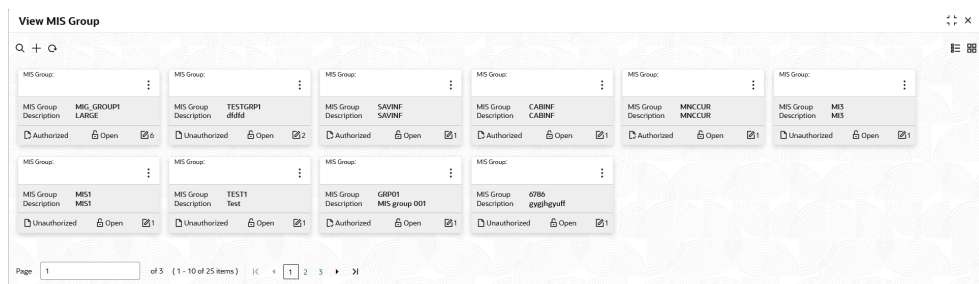 View MIS Group
MIS Group: MIS Group: MIS Group: MIS Group: MIS Group: MIS Group:
MIS Group MIG_GROUP1 MIS Group TESTGRP1 MIS Group SAVINF MIS Group CABINF MIS Group MNCCUR MIS Group MI3
Description LARGE Description dfdfd Description SAVINF Description CABINF Description MNCCUR Description MI3
Authorized Open 6 Unauthorized Open 2 Authorized Open 1 Authorized Open 1 Authorized Open 1 Unauthorized Open 1
MIS Group: MIS Group: MIS Group: MIS Group:
MIS Group MIS1 MIS Group TEST1 MIS Group GRP01 MIS Group 6786
Description MIS1 Description Test Description MIS group 001 Description gygjhgyuff
Unauthorized Open 1 Unauthorized Open 1 Authorized Open 1 Unauthorized Open 1
Page 1 of 3 ( 1 - 10 of 25 items ) 1 2 3